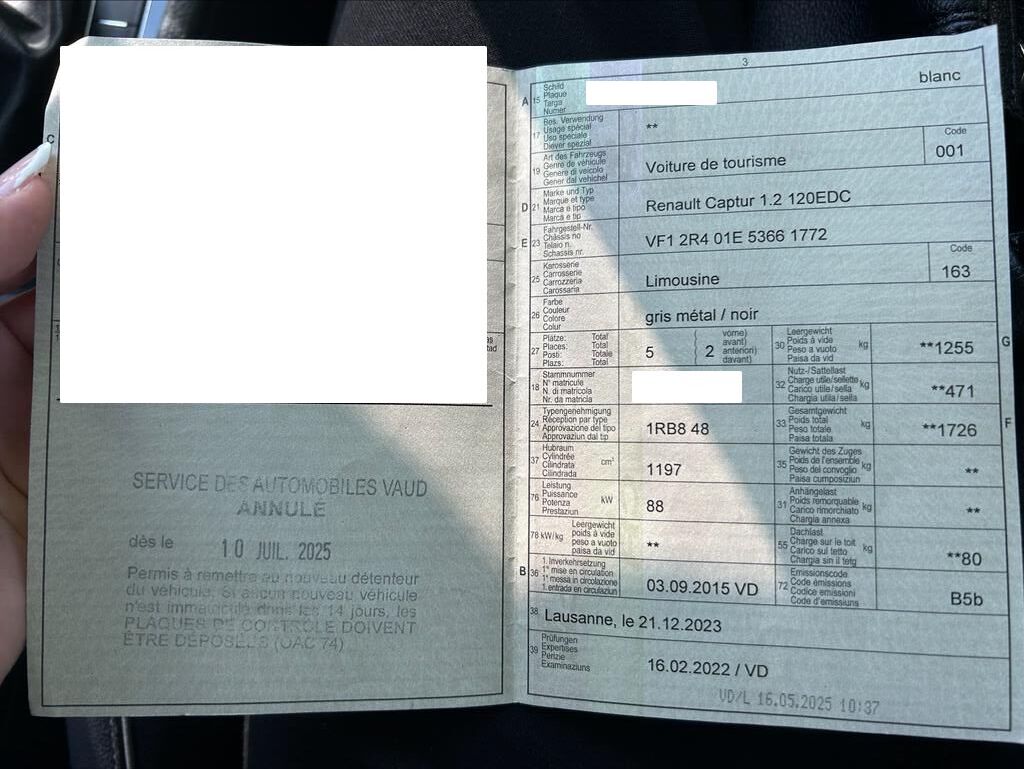 C
SERVICE DES AUTOMOBILES VAUD
ANNULÉ
dès le 10 JUIL. 2025
Permis à remettre au nouveau détenteur
du véhicule. Si aucun nouveau véhicule
n'est immatriculé dans les 14 jours, les
PLAQUES DE CONTRÔLE DOIVENT
ÊTRE DÉPOSÉES (OAC 74)
3
A 15 Schild
Plaque
Targa
Numer
blanc
17 Bes. Verwendung
Usage spécial
Uso speciale
Diever spezial
**
19 Art des Fahrzeugs
Genre de véhicule
Genere di veicolo
Gener dal vehichel
Voiture de tourisme
Code
001
D 21 Marke und Typ
Marque et type
Marca e tipo
Marca e tip
Renault Captur 1.2 120EDC
E 23 Fahrgestell-Nr.
Châssis no
Telaio n.
Schassis nr.
VF1 2R4 01E 5366 1772
25 Karosserie
Carrosserie
Carrozzeria
Carossaria
Limousine
Code
163
26 Farbe
Couleur
Colore
Colur
gris métal / noir
27 Plätze: Total
Places: Total
Posti: Totale
Plazs: Total
5 ( 2 vorne)
avant)
anteriori)
davant)
30 Leergewicht
Poids à vide
Peso a vuoto
Paisa da vid
kg
**1255
G
18 Stammnummer
N° matricule
N. di matricola
Nr. da matricla
32 Nutz-/Sattellast
Charge utile/sellette
Carico utile/sella
Chargia utila/sella
kg
**471
24 Typengenehmigung
Réception par type
Approvazione del tipo
Approvaziun dal tip
1RB8 48
33 Gesamtgewicht
Poids total
Peso totale
Paisa totala
kg
**1726
F
37 Hubraum
Cylindrée
Cilindrata
Cilindrada
cm³
1197
35 Gewicht des Zuges
Poids de l'ensemble
Peso del convoglio
Paisa cumposiziun
kg
**
76 Leistung
Puissance
Potenza
Prestaziun
kW
88
31 Anhängelast
Poids remorquable
Carico rimorchiato
Chargia annexa
kg
**
78 kW/kg Leergewicht
poids à vide
peso a vuoto
paisa da vid
**
55 Dachlast
Charge sur le toit
Carico sul tetto
Chargia sin il tetg
kg
**80
B 36 1. Inverkehrsetzung
1re mise en circulation
1a messa in circolazione
1. entrada en circulaziun
03.09.2015 VD
72 Emissionscode
Code émissions
Codice emissioni
Code d'emissiuns
B5b
38 Lausanne, le 21.12.2023
39 Prüfungen
Expertises
Perizie
Examinaziuns
16.02.2022 / VD
VD/L 16.05.2025 10:37